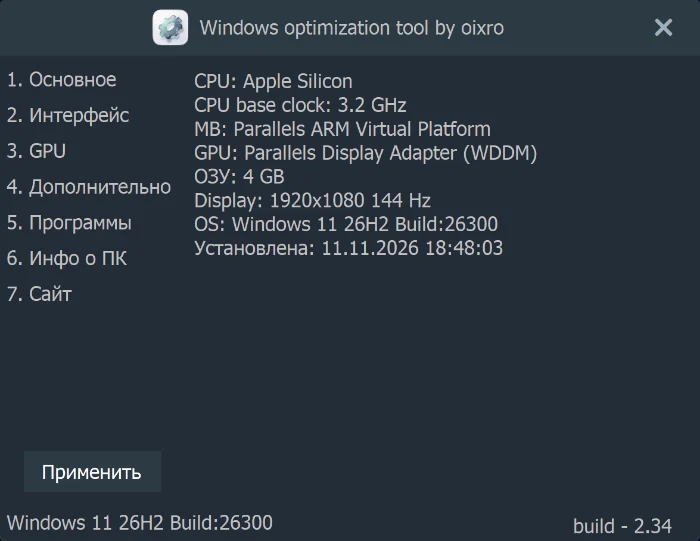 Windows optimization tool by oixro
1. Основное
2. Интерфейс
3. GPU
4. Дополнительно
5. Программы
6. Инфо о ПК
7. Сайт
CPU: Apple Silicon
CPU base clock: 3.2 GHz
MB: Parallels ARM Virtual Platform
GPU: Parallels Display Adapter (WDDM)
ОЗУ: 4 GB
Display: 1920x1080 144 Hz
OS: Windows 11 26H2 Build:26300
Установлена: 11.11.2026 18:48:03
Применить
Windows 11 26H2 Build:26300
build - 2.34